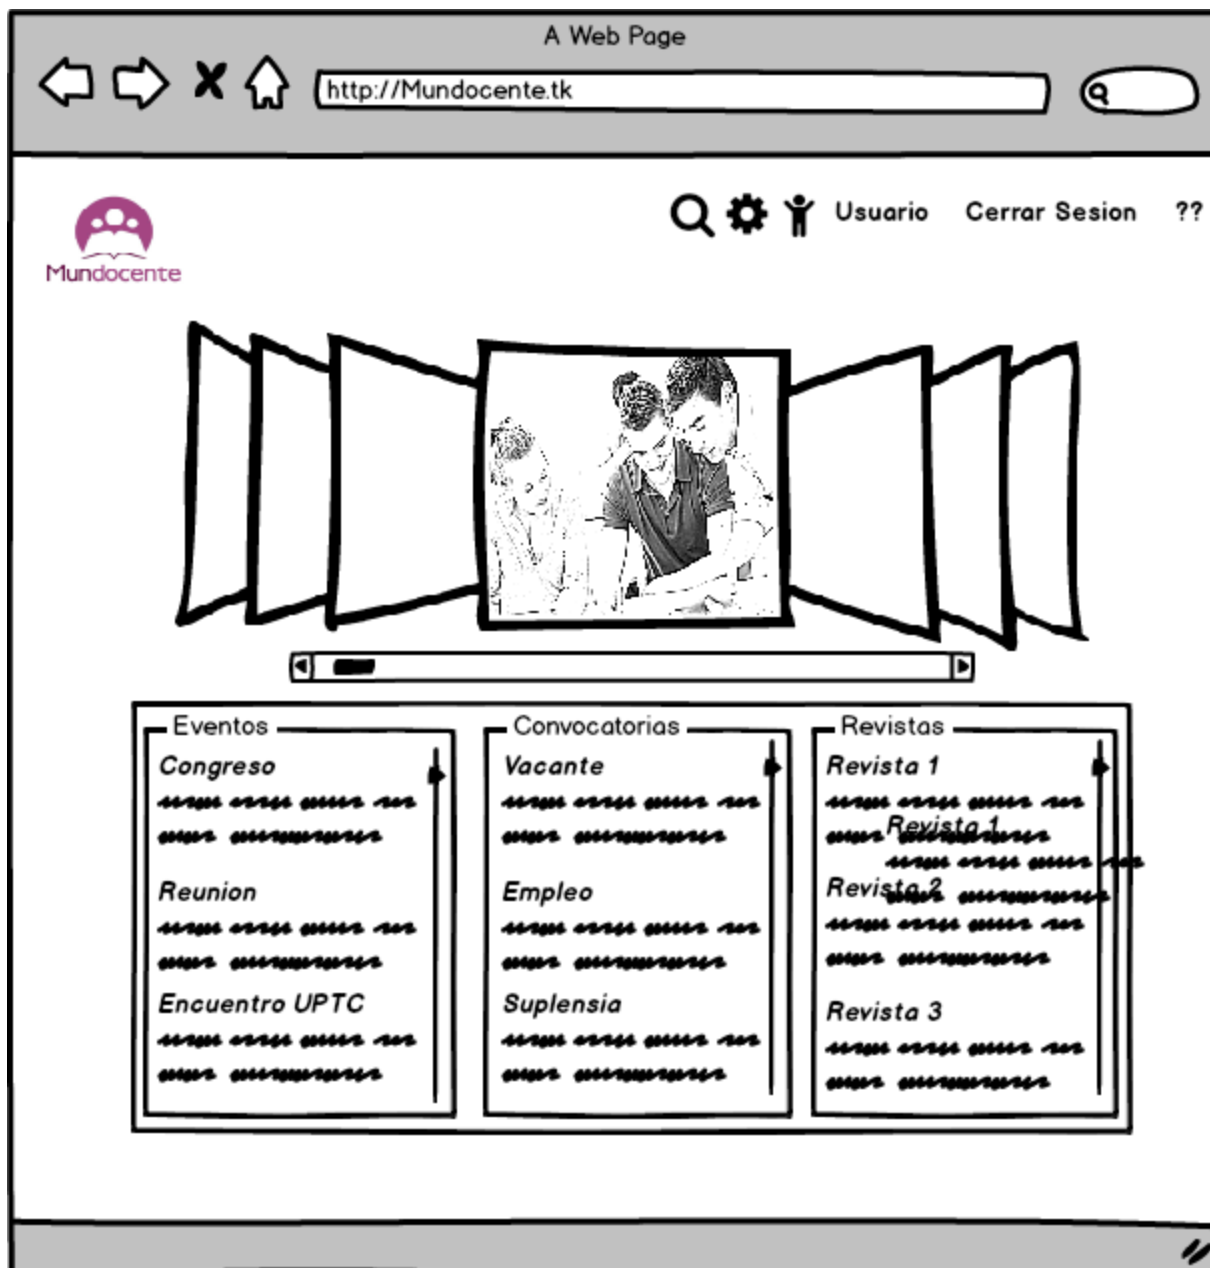 A Web Page
http://Mundocente.tk
Usuario Cerrar Sesion ??
Mundocente
Eventos
Congreso
Reunion
Encuentro UPTC
Convocatorias
Vacante
Empleo
Suplensia
Revistas
Revista 1
Revista 1
Revista 2
Revista 3